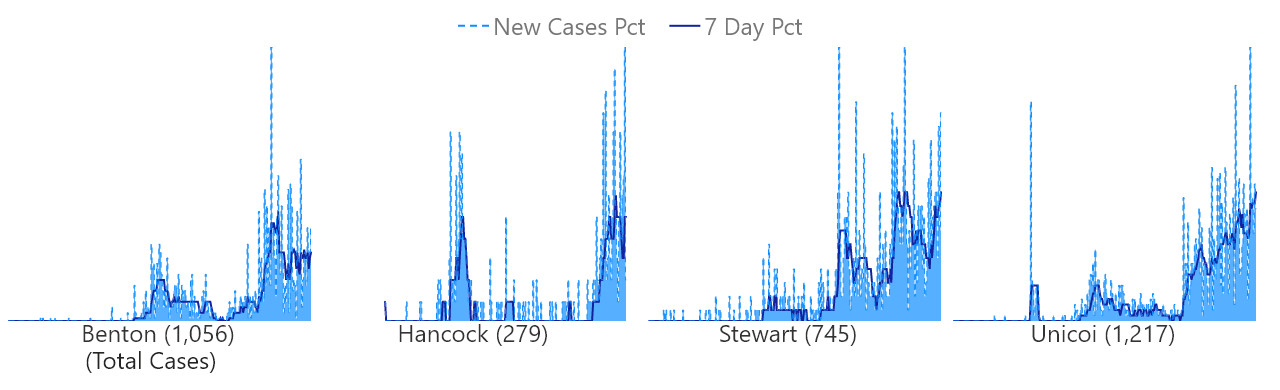 New Cases Pct 7 Day Pct
Benton (1,056) Hancock (279) Stewart (745) Unicoi (1,217)
(Total Cases)